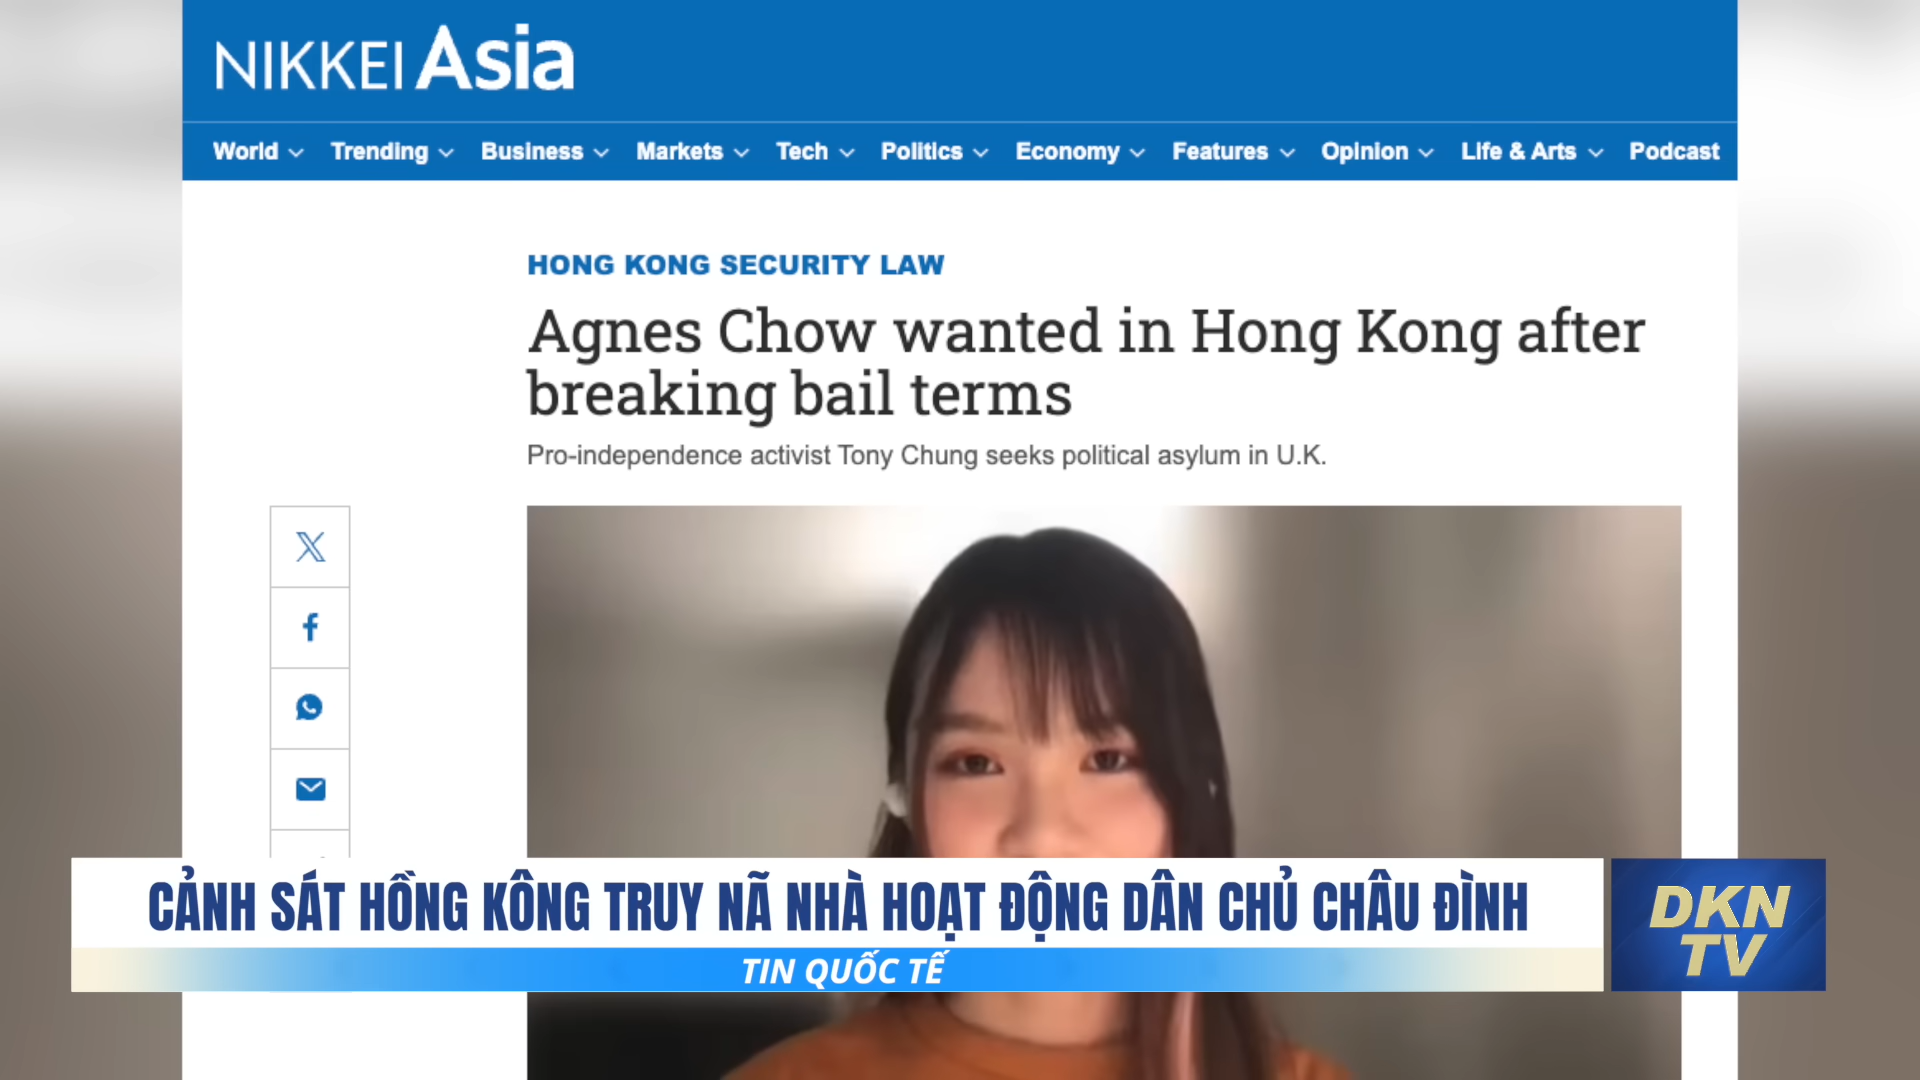 NIKKEI Asia
World Trending Business Markets Tech Politics Economy Features Opinion Life & Arts Podcast
HONG KONG SECURITY LAW
Agnes Chow wanted in Hong Kong after
breaking bail terms
Pro-independence activist Tony Chung seeks political asylum in U.K.
CẢNH SÁT HỒNG KÔNG TRUY NÃ NHÀ HOẠT ĐỘNG DÂN CHỦ CHÂU ĐÌNH
TIN QUỐC TẾ
DKN
TV